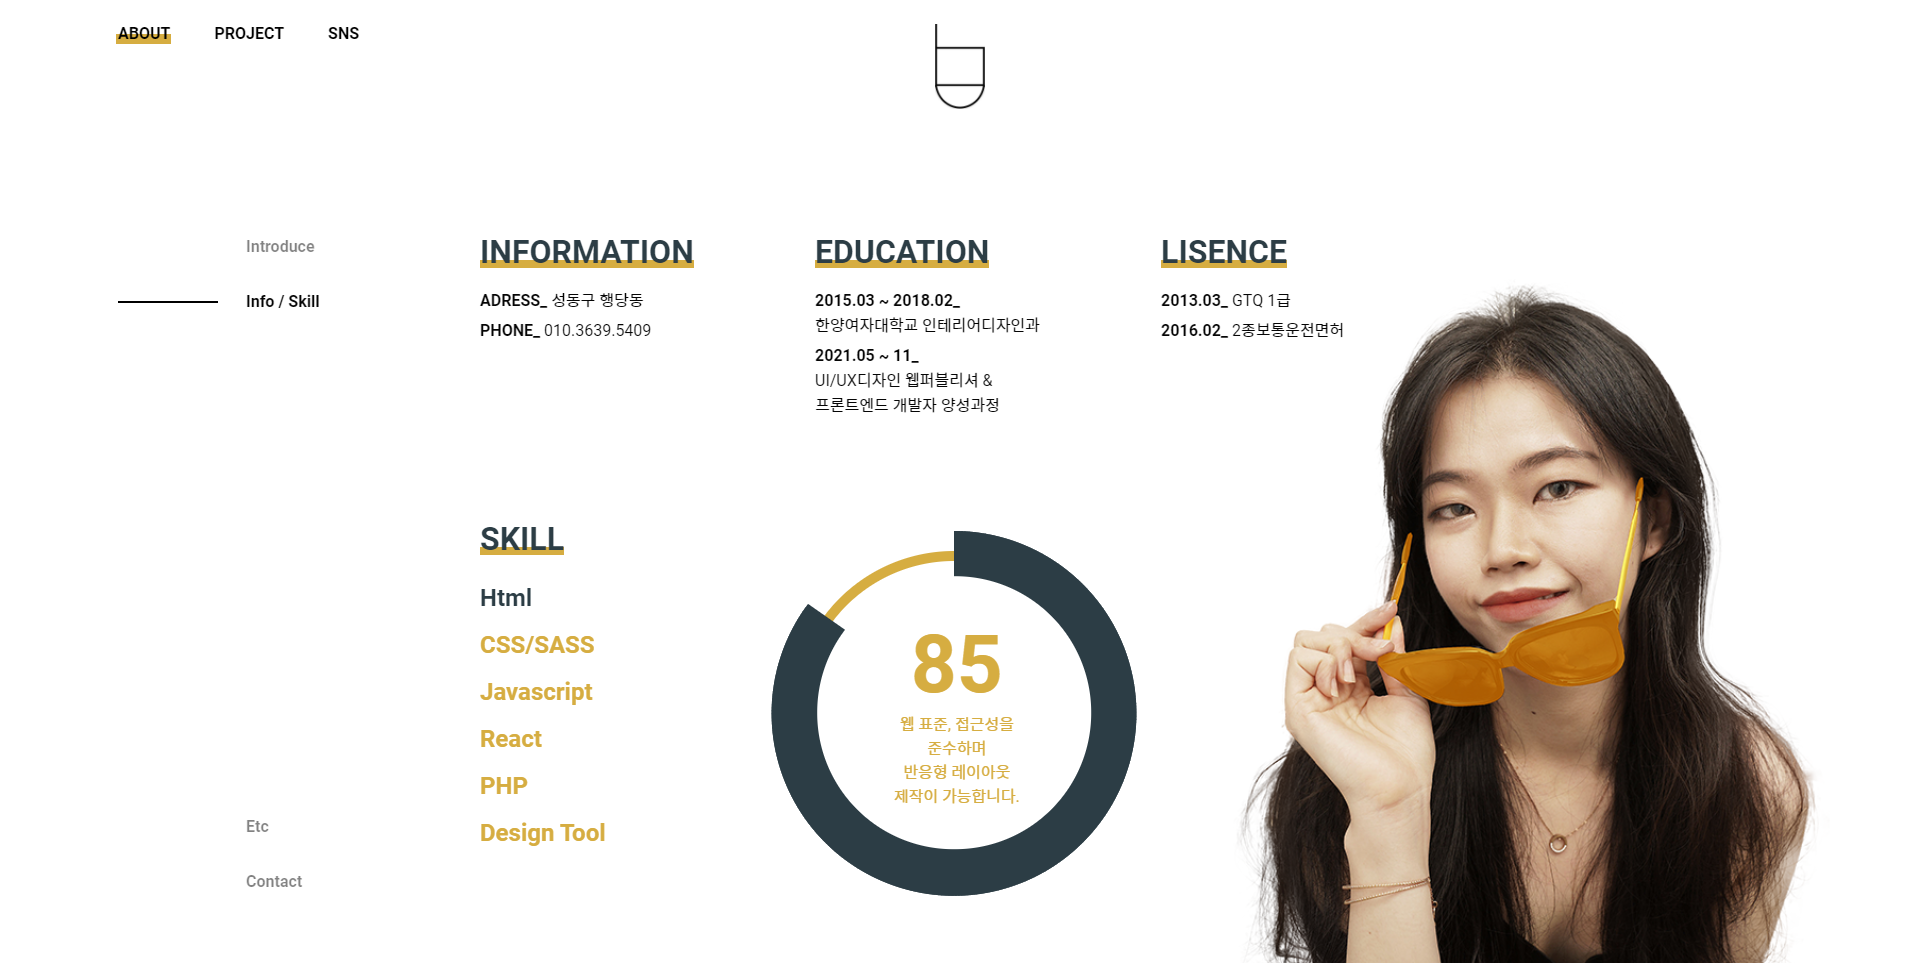 ABOUT PROJECT SNS
Introduce
Info / Skill
Etc
Contact
INFORMATION
ADRESS_ 성동구 행당동
PHONE_ 010.3639.5409
EDUCATION
2015.03 ~ 2018.02_
한양여자대학교 인테리어디자인과
2021.05 ~ 11_
UI/UX디자인 웹퍼블리셔 &
프론트엔드 개발자 양성과정
LISENCE
2013.03_ GTQ 1급
2016.02_ 2종보통운전면허
SKILL
Html
CSS/SASS
Javascript
React
PHP
Design Tool
85
웹 표준, 접근성을
준수하며
반응형 레이아웃
제작이 가능합니다.